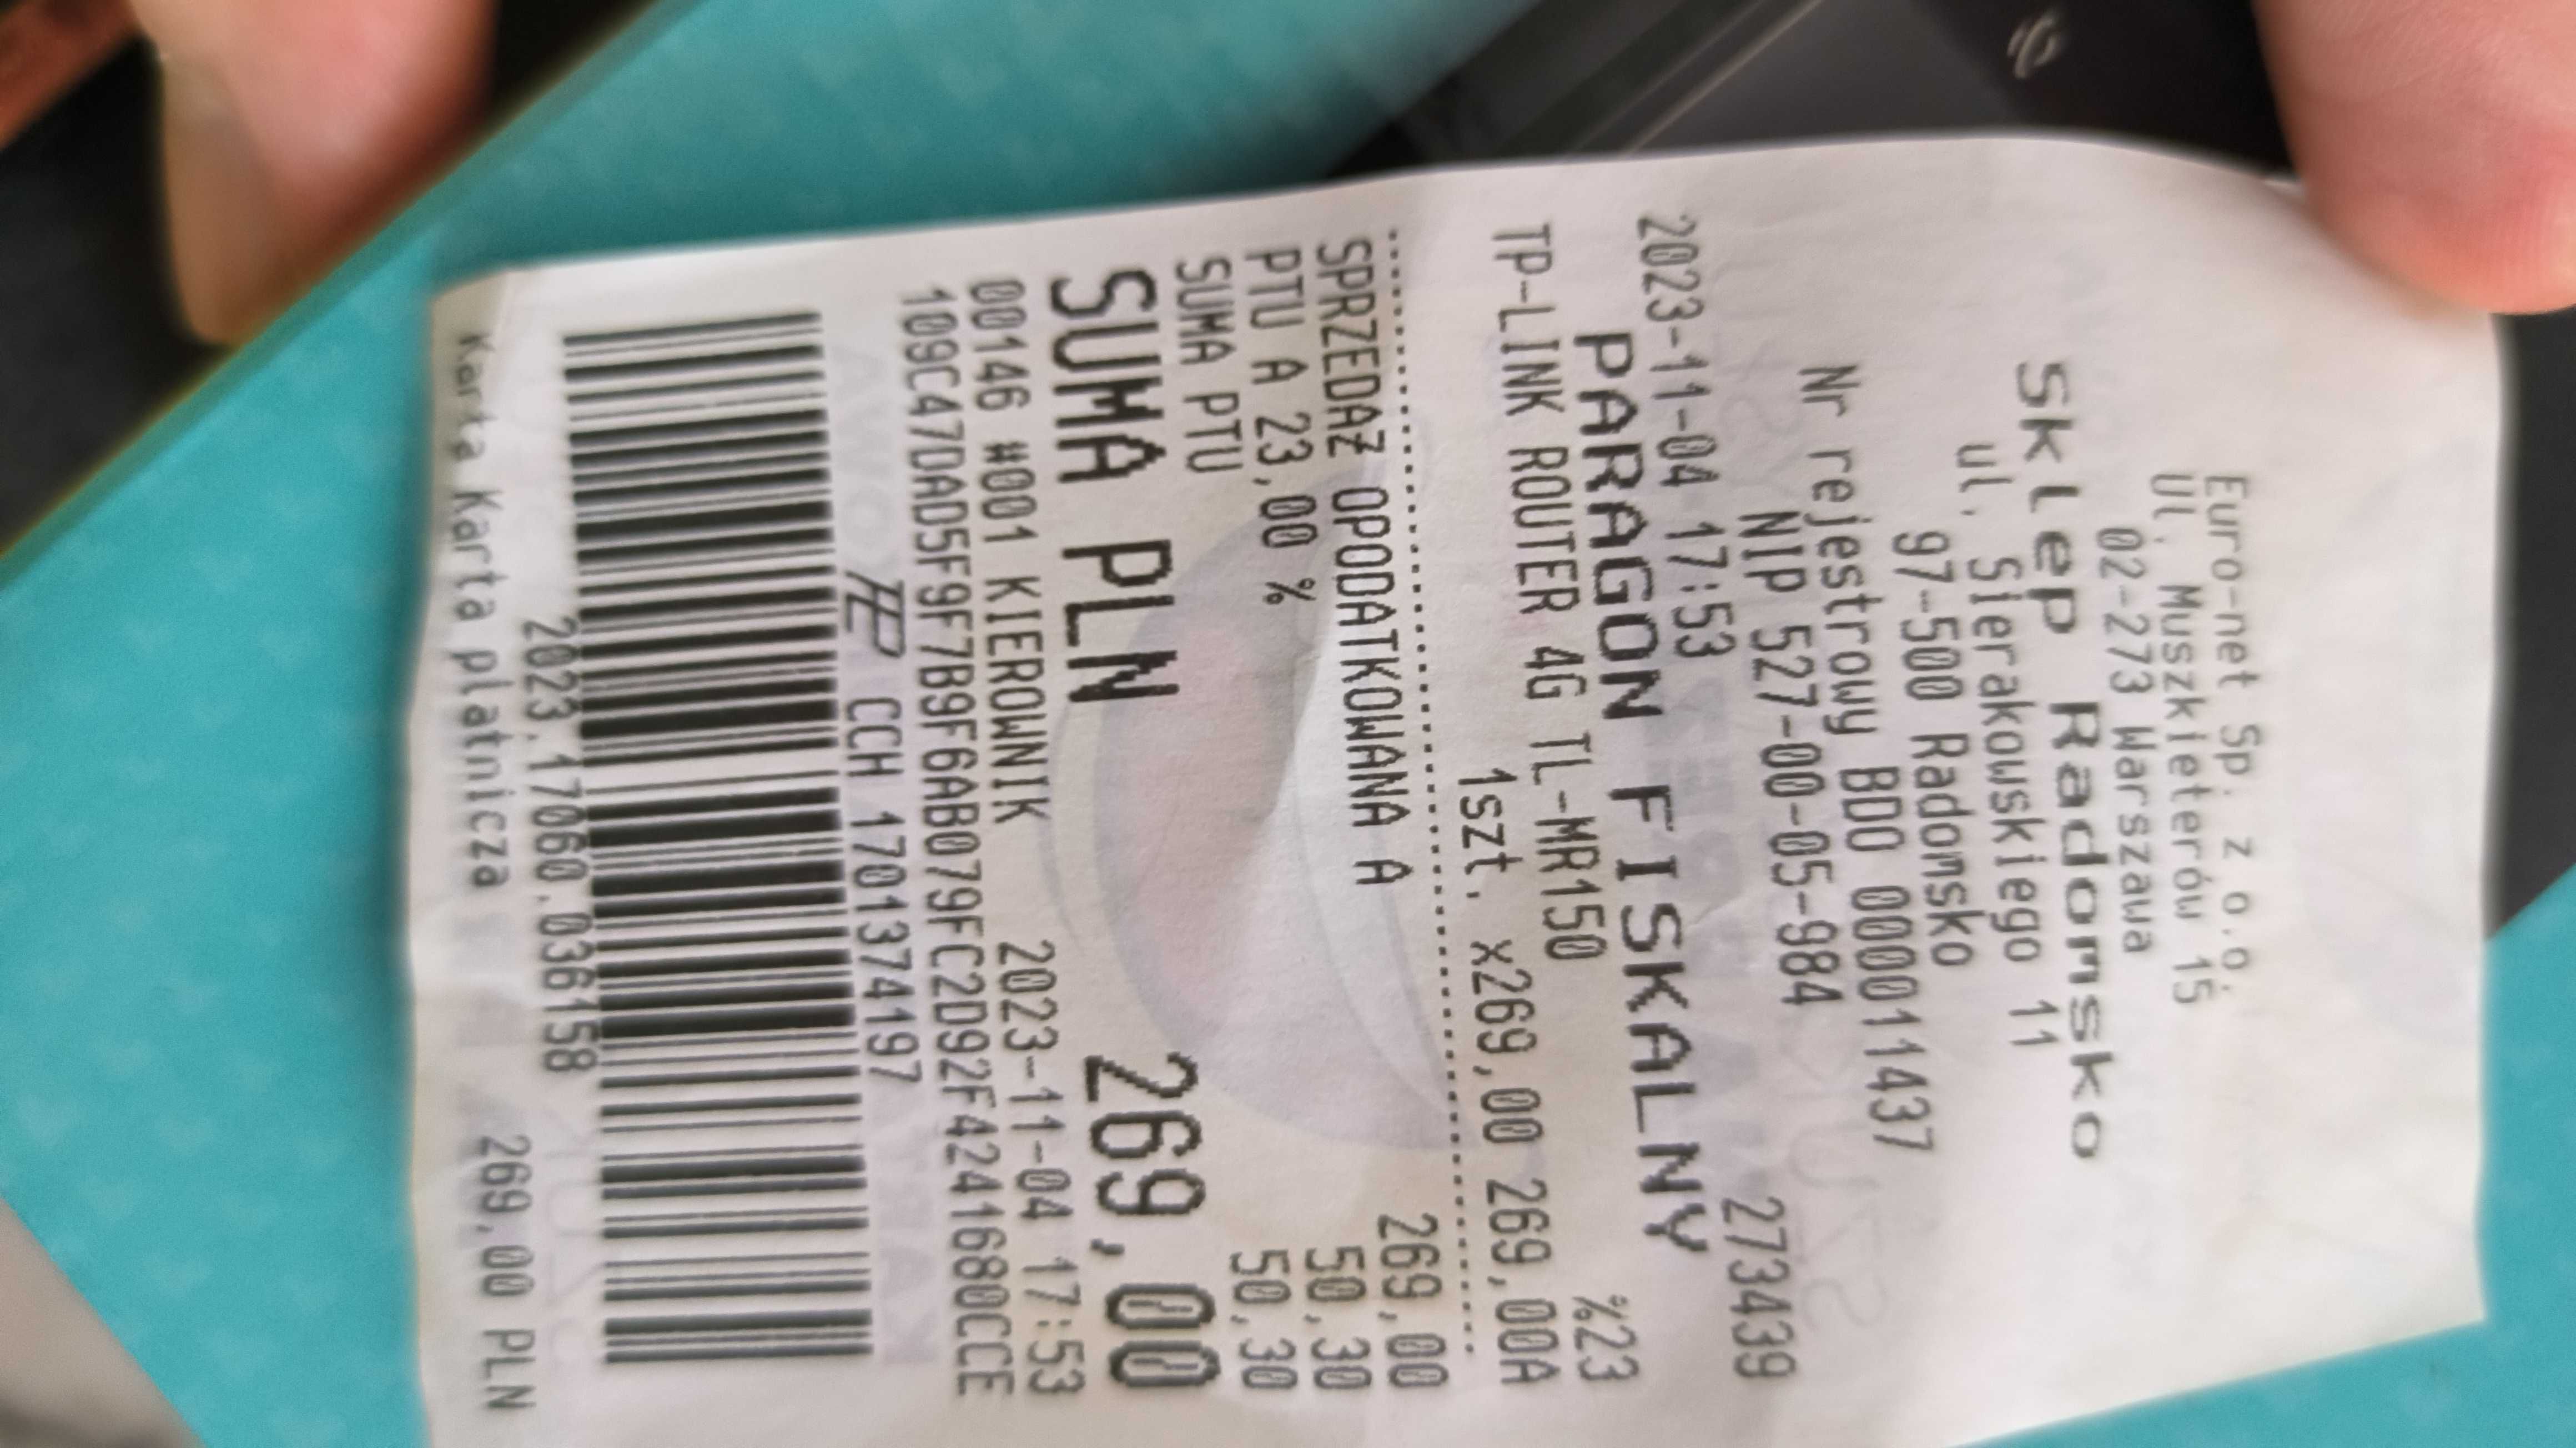 Euro-net Sp. z o.o.
Ul. Muszkieterów 15
02-273 Warszawa
Sklep Radomsko
ul. Sierakowskiego 11
97-500 Radomsko
Nr rejestrowy BDO 000011437
NIP 527-00-05-984
2023-11-04 17:53 273439
PARAGON FISKALNY
TP-LINK ROUTER 4G TL-MR150 %23
1szt. x269,00 269,00A
SPRZEDAŻ OPODATKOWANA A 269,00
PTU A 23,00 % 50,30
SUMA PTU 50,30
SUMA PLN 269,00
00146 #001 KIEROWNIK 2023-11-04 17:53
109C47DAD5F9F7B9F6AB079FC2D92F4241680CCE
CCH 1701374197
2023.17060.036158
Karta Karta płatnicza 269,00 PLN